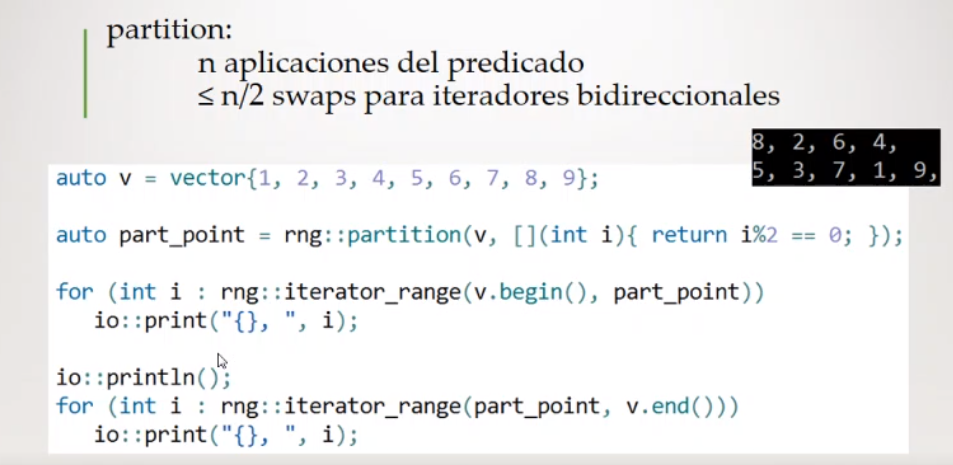 partition:
n aplicaciones del predicado
≤ n/2 swaps para iteradores bidireccionales
8, 2, 6, 4,
5, 3, 7, 1, 9,
auto v = vector{1, 2, 3, 4, 5, 6, 7, 8, 9};
auto part_point = rng::partition(v, [](int i){ return i%2 == 0; });
for (int i : rng::iterator_range(v.begin(), part_point))
io::print("{}, ", i);
io::println();
for (int i : rng::iterator_range(part_point, v.end()))
io::print("{}, ", i);